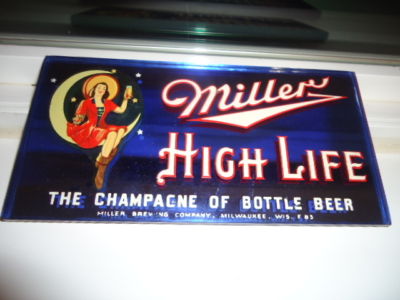 Miller
HIGH LIFE
THE CHAMPAGNE OF BOTTLE BEER
MILLER BREWING COMPANY, MILWAUKEE, WIS.